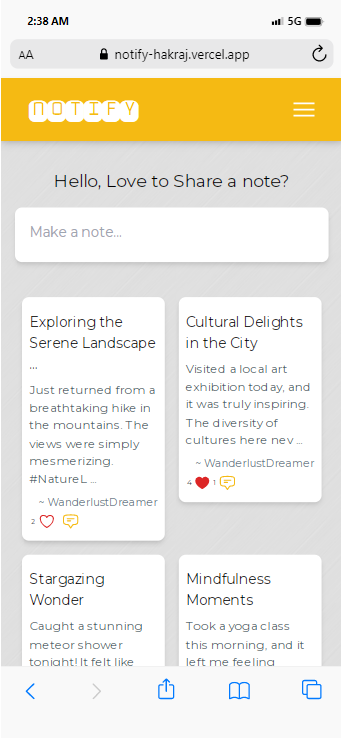 2:38 AM
5G
AA
notify-hakraj.vercel.app
NOTIFY
Hello, Love to Share a note?
Make a note...
Exploring the
Serene Landscape
...
Just returned from a
breathtaking hike in
the mountains. The
views were simply
mesmerizing.
#NatureL ...
~ WanderlustDreamer
2
Cultural Delights
in the City
Visited a local art
exhibition today, and
it was truly inspiring.
The diversity of
cultures here nev ...
~ WanderlustDreamer
4 1
Stargazing
Wonder
Caught a stunning
meteor shower
tonight! It felt like
Mindfulness
Moments
Took a yoga class
this morning, and it
left me feeling